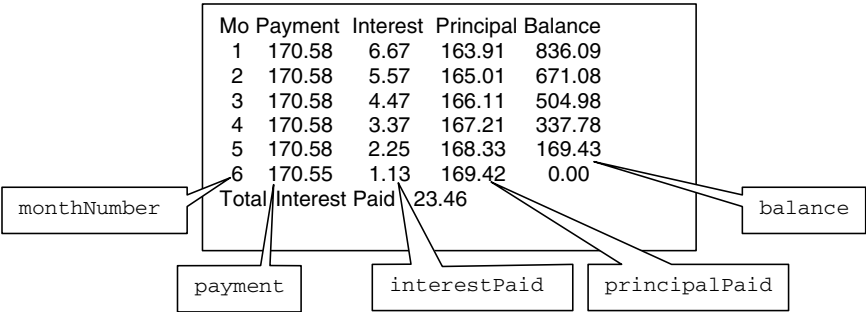 Mo Payment Interest Principal Balance
1 170.58 6.67 163.91 836.09
2 170.58 5.57 165.01 671.08
3 170.58 4.47 166.11 504.98
4 170.58 3.37 167.21 337.78
5 170.58 2.25 168.33 169.43
6 170.55 1.13 169.42 0.00
Total Interest Paid 23.46
monthNumber
balance
payment
interestPaid
principalPaid